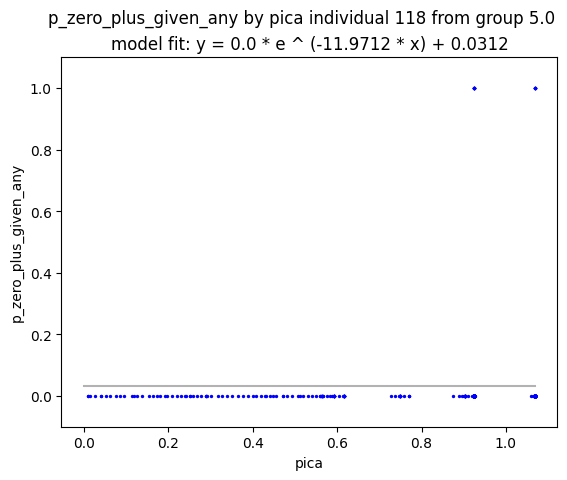 p_zero_plus_given_any by pica individual 118 from group 5.0
model fit: y = 0.0 * e ^ (-11.9712 * x) + 0.0312
1.0
0.8
0.6
0.4
0.2
0.0
p_zero_plus_given_any
0.0 0.2 0.4 0.6 0.8 1.0
pica